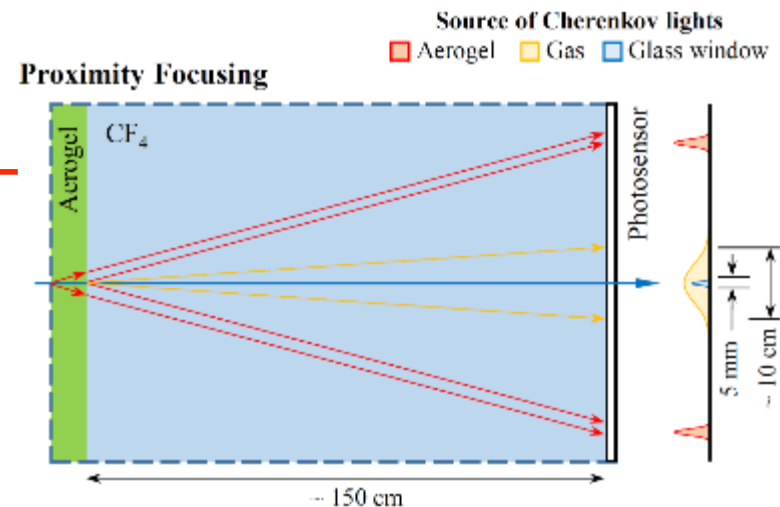 Source of Cherenkov lights
Aerogel Gas Glass window
Proximity Focusing
Aerogel
CF₄
Photosensor
5 mm
~ 10 cm
~ 150 cm